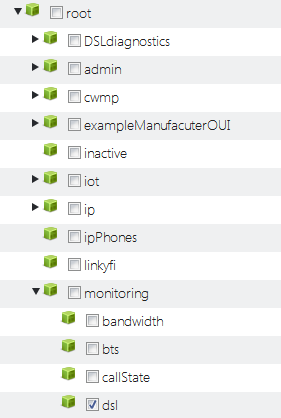 root
DSLdiagnostics
admin
cwmp
exampleManufacuterOUI
inactive
iot
ip
ipPhones
linkyfi
monitoring
bandwidth
bts
callState
dsl